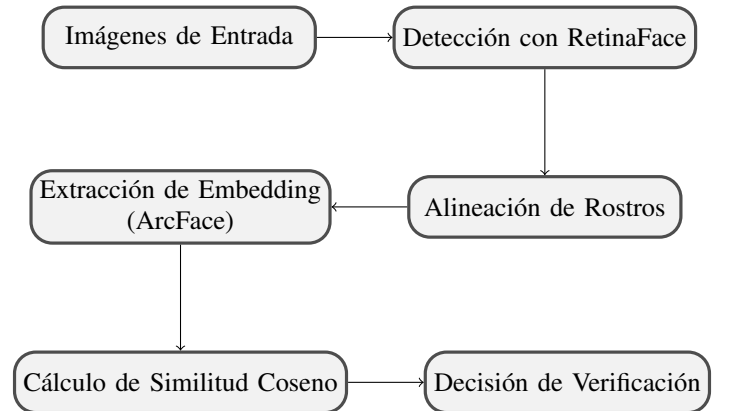 Imágenes de Entrada
Detección con RetinaFace
Alineación de Rostros
Extracción de Embedding
(ArcFace)
Cálculo de Similitud Coseno
Decisión de Verificación